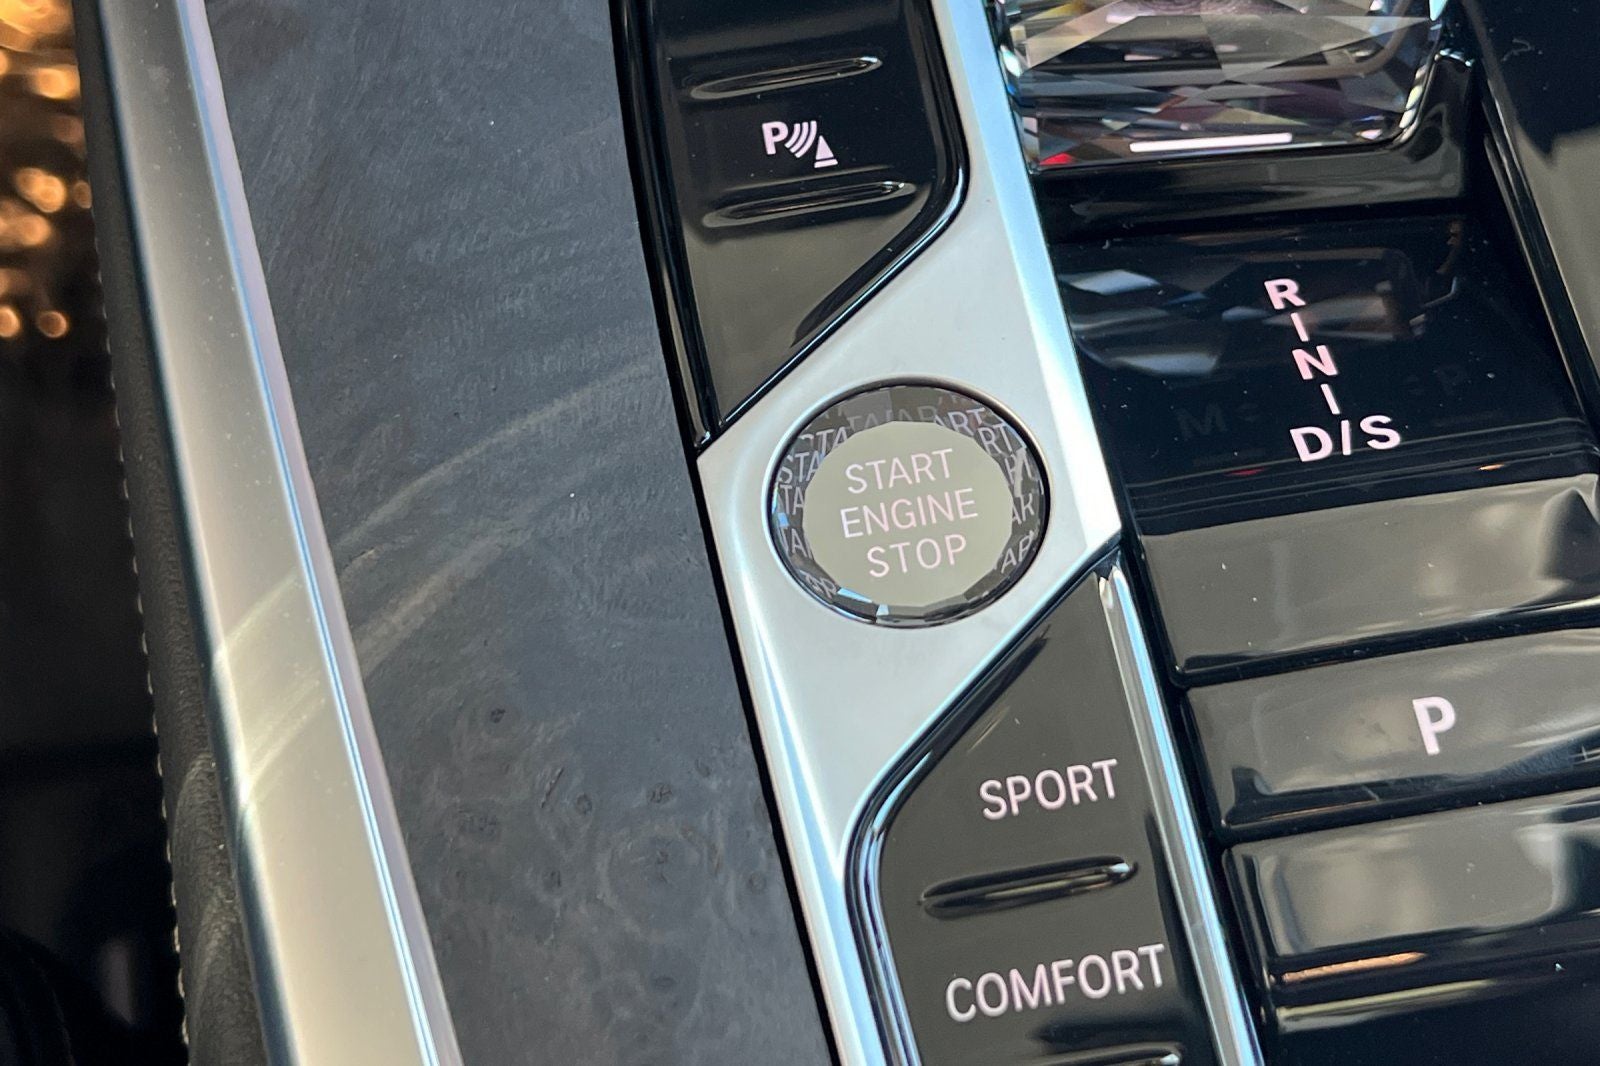 P
R
I
N
I
D/S
START
ENGINE
STOP
P
SPORT
COMFORT